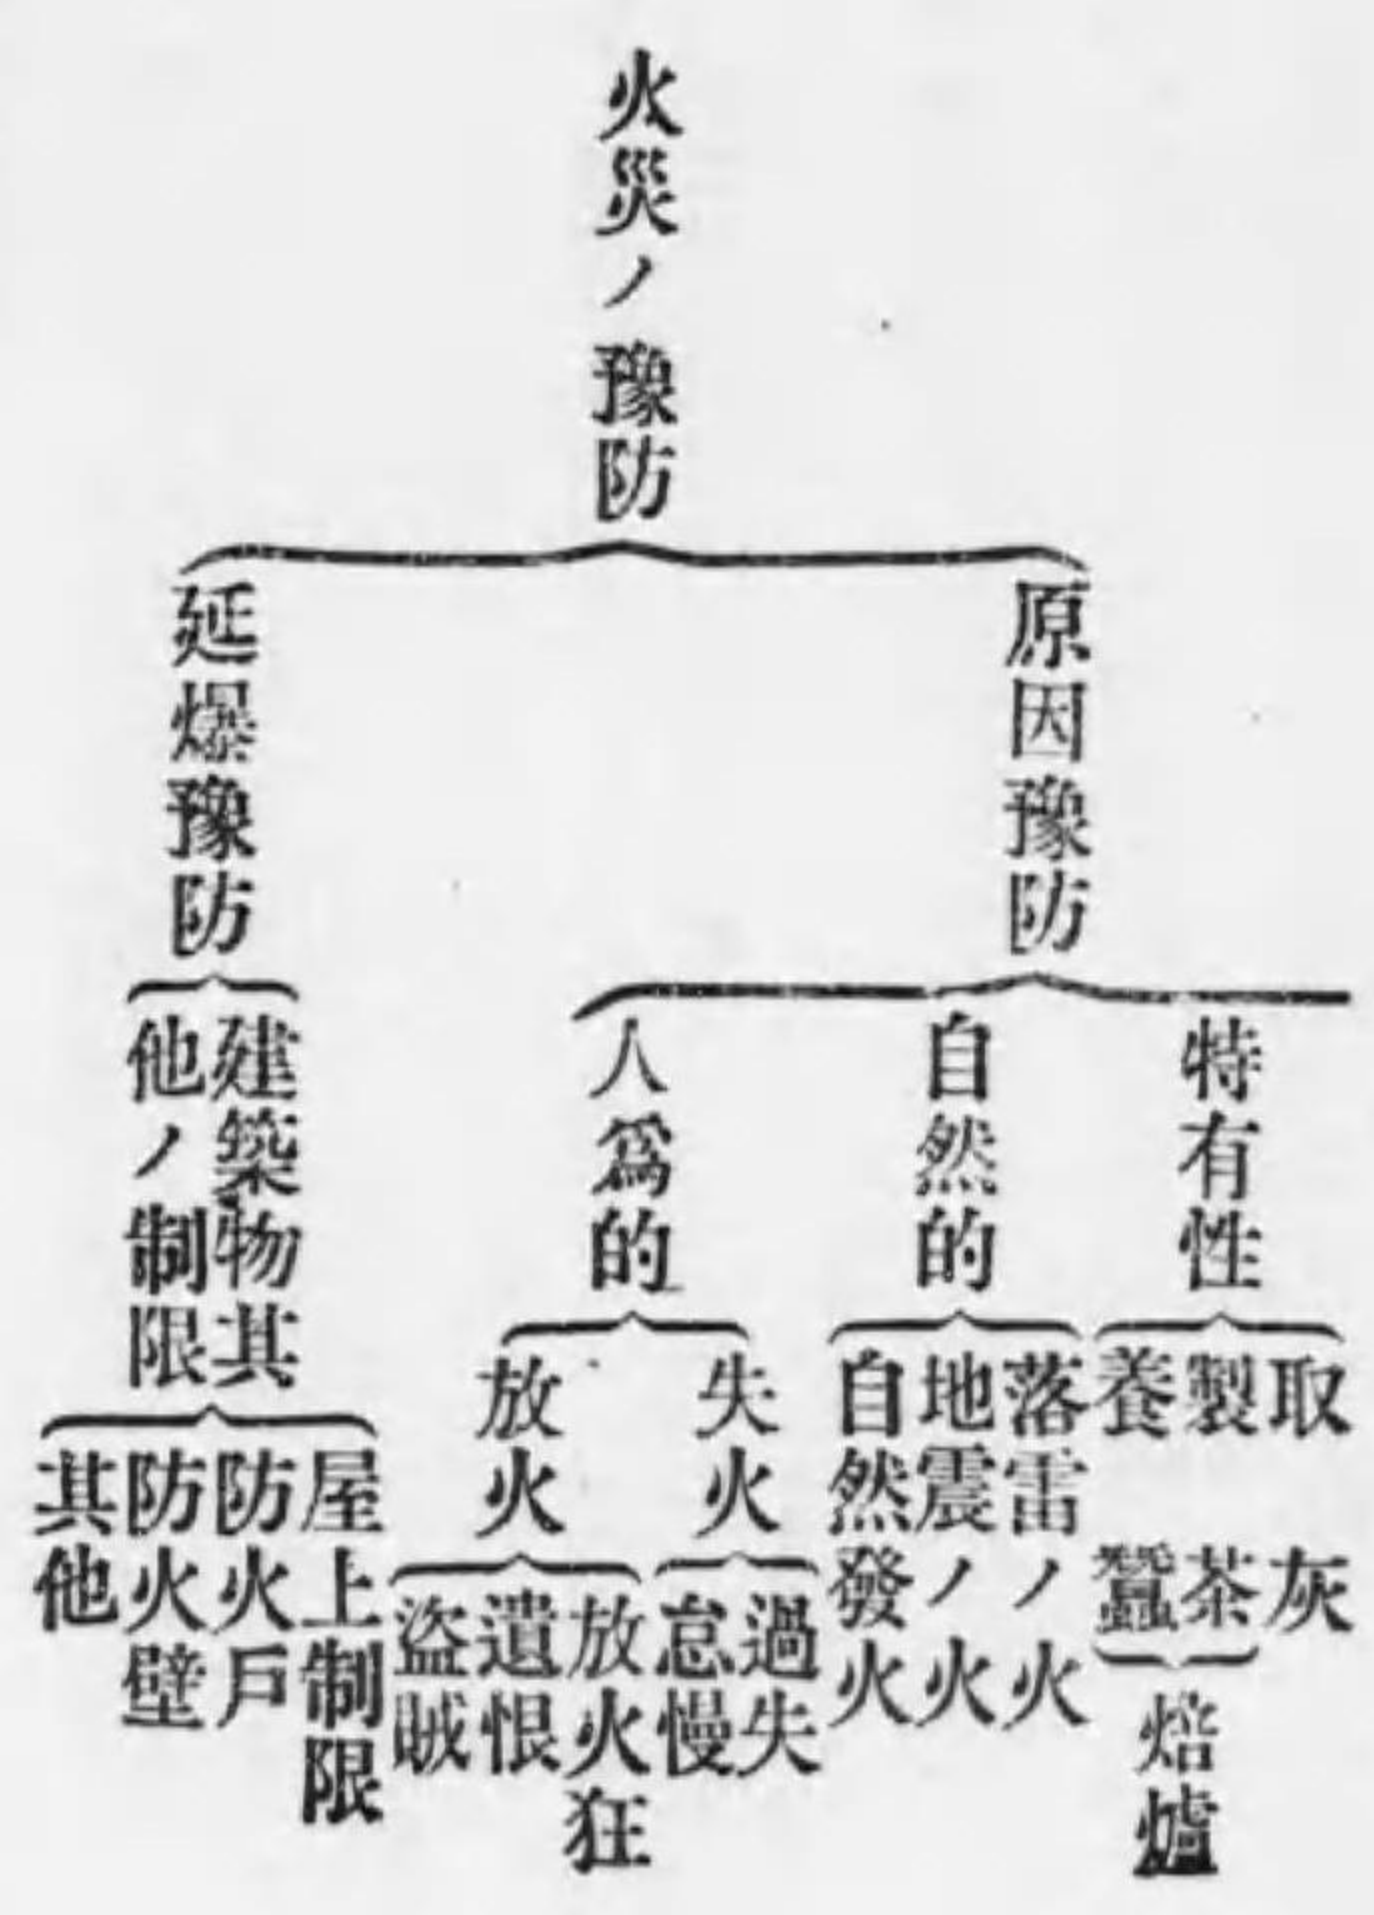 火災ノ豫防
原因豫防
特有性
取灰
製茶
養蠶
焙爐
自然的
落雷ノ火
地震ノ火
自然發火
人爲的
失火
過失
怠慢
放火
放火狂
遺恨
盜賊
延爆豫防
建築物其
他ノ制限
屋上制限
防火戶
防火壁
其他